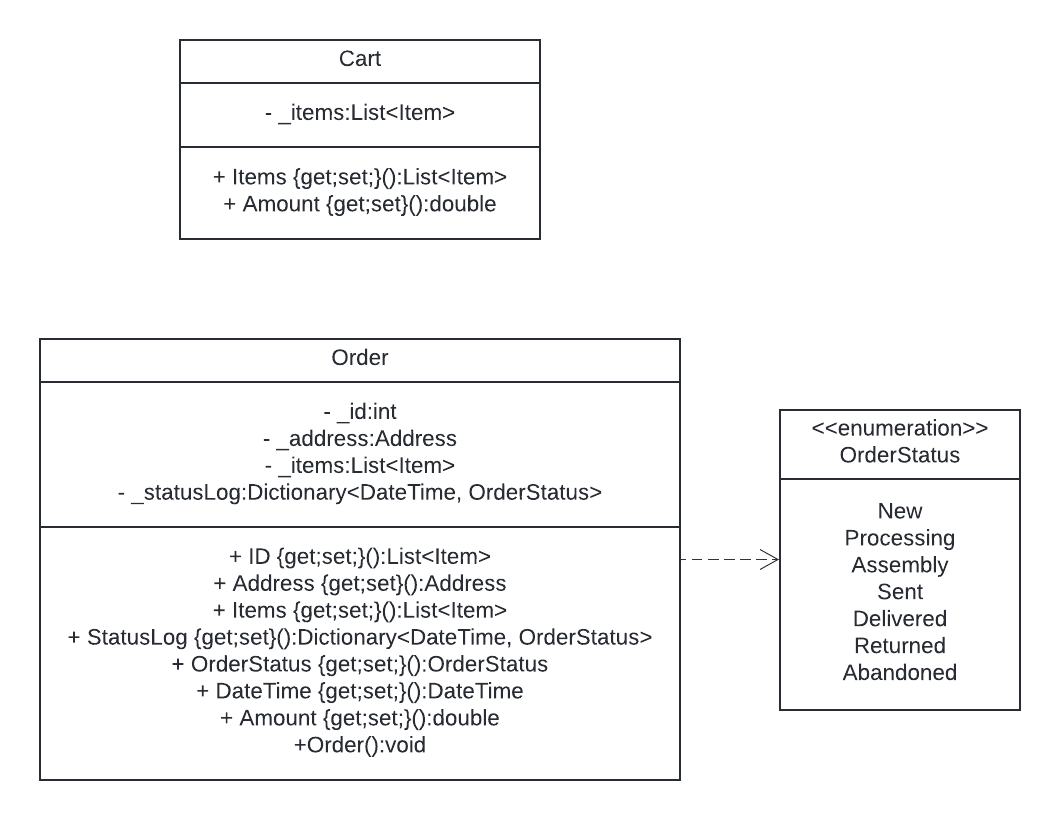 Cart
- _items:List<Item>
+ Items {get;set;}():List<Item>
+ Amount {get;set}():double
Order
- _id:int
- _address:Address
- _items:List<Item>
- _statusLog:Dictionary<DateTime, OrderStatus>
+ ID {get;set;}():List<Item>
+ Address {get;set}():Address
+ Items {get;set;}():List<Item>
+ StatusLog {get;set}():Dictionary<DateTime, OrderStatus>
+ OrderStatus {get;set;}():OrderStatus
+ DateTime {get;set;}():DateTime
+ Amount {get;set;}():double
+Order():void
<<enumeration>>
OrderStatus
New
Processing
Assembly
Sent
Delivered
Returned
Abandoned